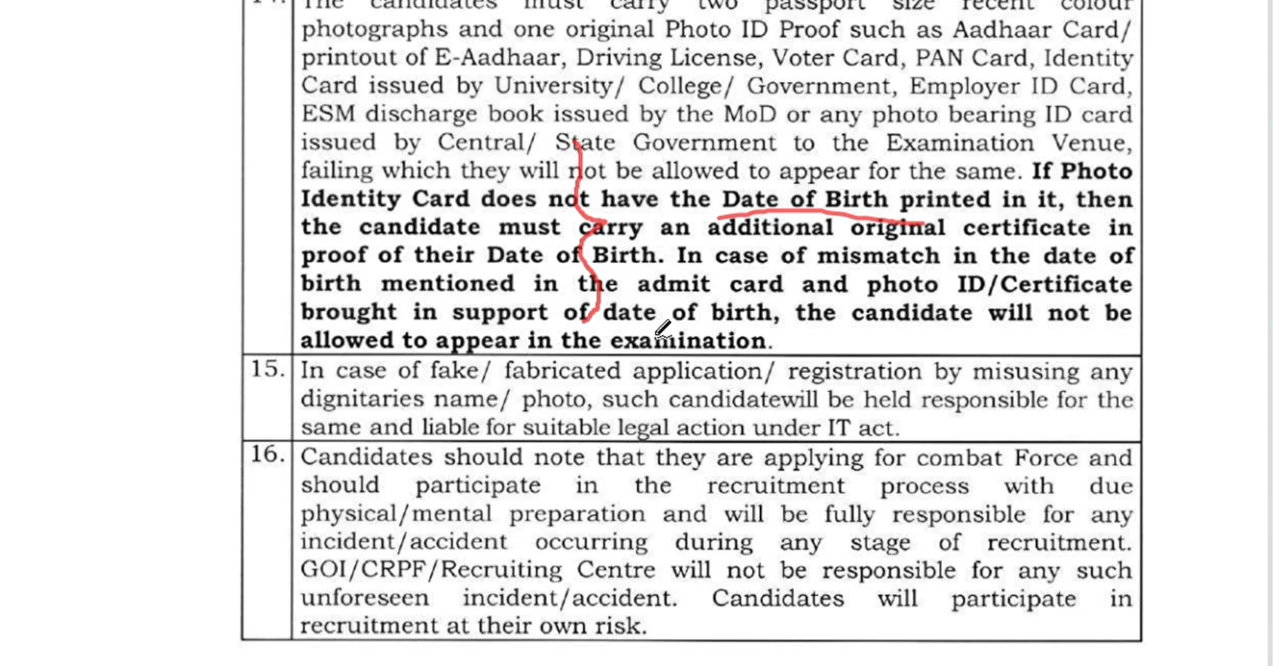 14. The candidates must carry two passport size recent colour
photographs and one original Photo ID Proof such as Aadhaar Card/
printout of E-Aadhaar, Driving License, Voter Card, PAN Card, Identity
Card issued by University/ College/ Government, Employer ID Card,
ESM discharge book issued by the MoD or any photo bearing ID card
issued by Central/ State Government to the Examination Venue,
failing which they will not be allowed to appear for the same. If Photo
Identity Card does not have the Date of Birth printed in it, then
the candidate must carry an additional original certificate in
proof of their Date of Birth. In case of mismatch in the date of
birth mentioned in the admit card and photo ID/Certificate
brought in support of date of birth, the candidate will not be
allowed to appear in the examination.
15. In case of fake/ fabricated application/ registration by misusing any
dignitaries name/ photo, such candidatewill be held responsible for the
same and liable for suitable legal action under IT act.
16. Candidates should note that they are applying for combat Force and
should participate in the recruitment process with due
physical/mental preparation and will be fully responsible for any
incident/accident occurring during any stage of recruitment.
GOI/CRPF/Recruiting Centre will not be responsible for any such
unforeseen incident/accident. Candidates will participate in
recruitment at their own risk.